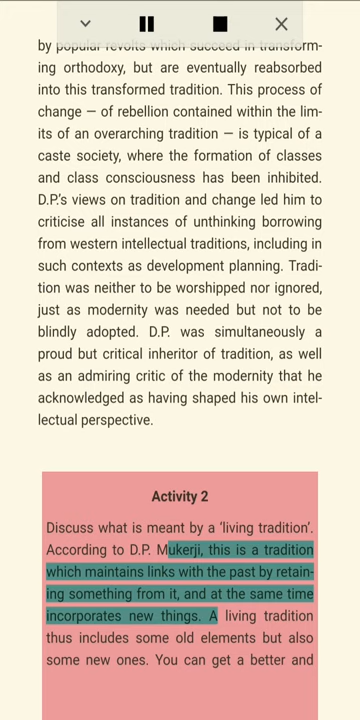 by popular revolts which succeed in transform-
ing orthodoxy, but are eventually reabsorbed
into this transformed tradition. This process of
change — of rebellion contained within the lim-
its of an overarching tradition — is typical of a
caste society, where the formation of classes
and class consciousness has been inhibited.
D.P.'s views on tradition and change led him to
criticise all instances of unthinking borrowing
from western intellectual traditions, including in
such contexts as development planning. Tradi-
tion was neither to be worshipped nor ignored,
just as modernity was needed but not to be
blindly adopted. D.P. was simultaneously a
proud but critical inheritor of tradition, as well
as an admiring critic of the modernity that he
acknowledged as having shaped his own intel-
lectual perspective.
Activity 2
Discuss what is meant by a ‘living tradition’.
According to D.P. Mukerji, this is a tradition
which maintains links with the past by retain-
ing something from it, and at the same time
incorporates new things. A living tradition
thus includes some old elements but also
some new ones. You can get a better and